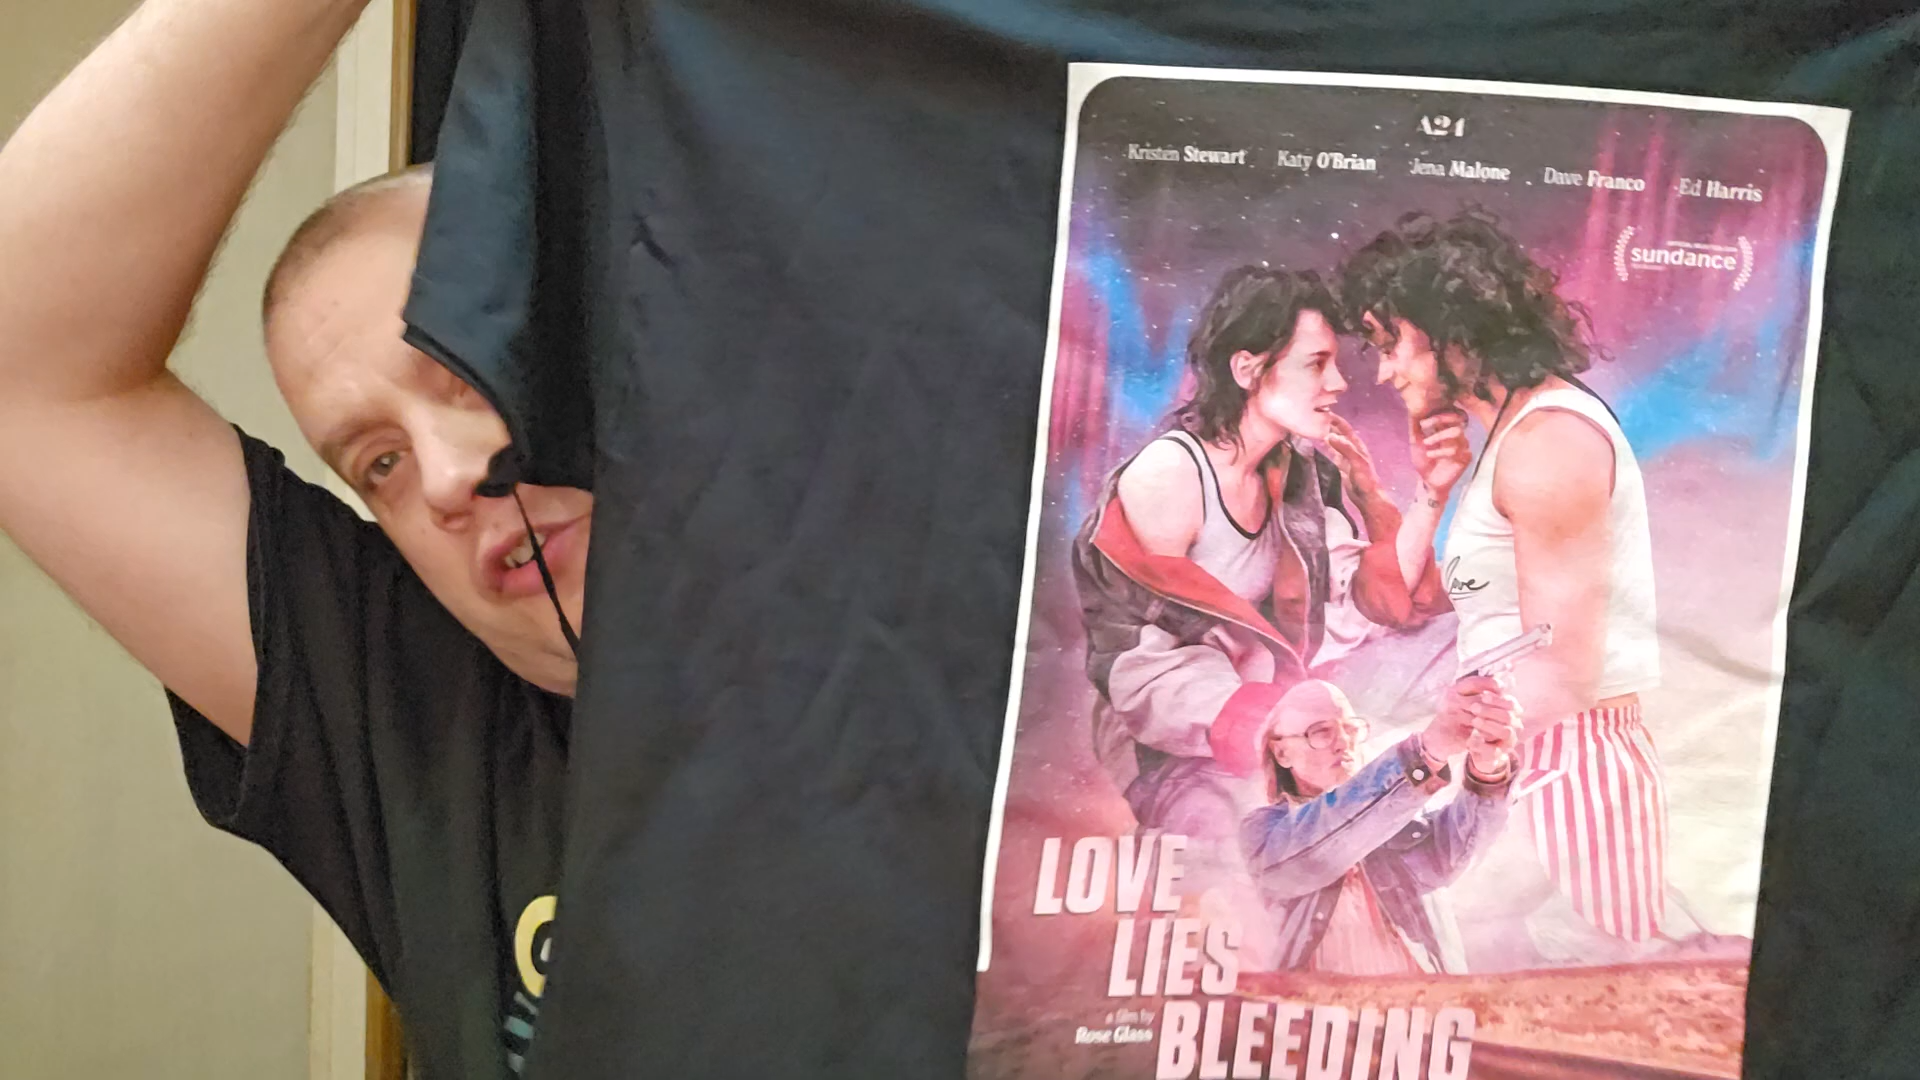 A24
Kristen Stewart Katy O'Brian Jena Malone Dave Franco Ed Harris
sundance
Love
LOVE
LIES
a film by
Rose Glass
BLEEDING